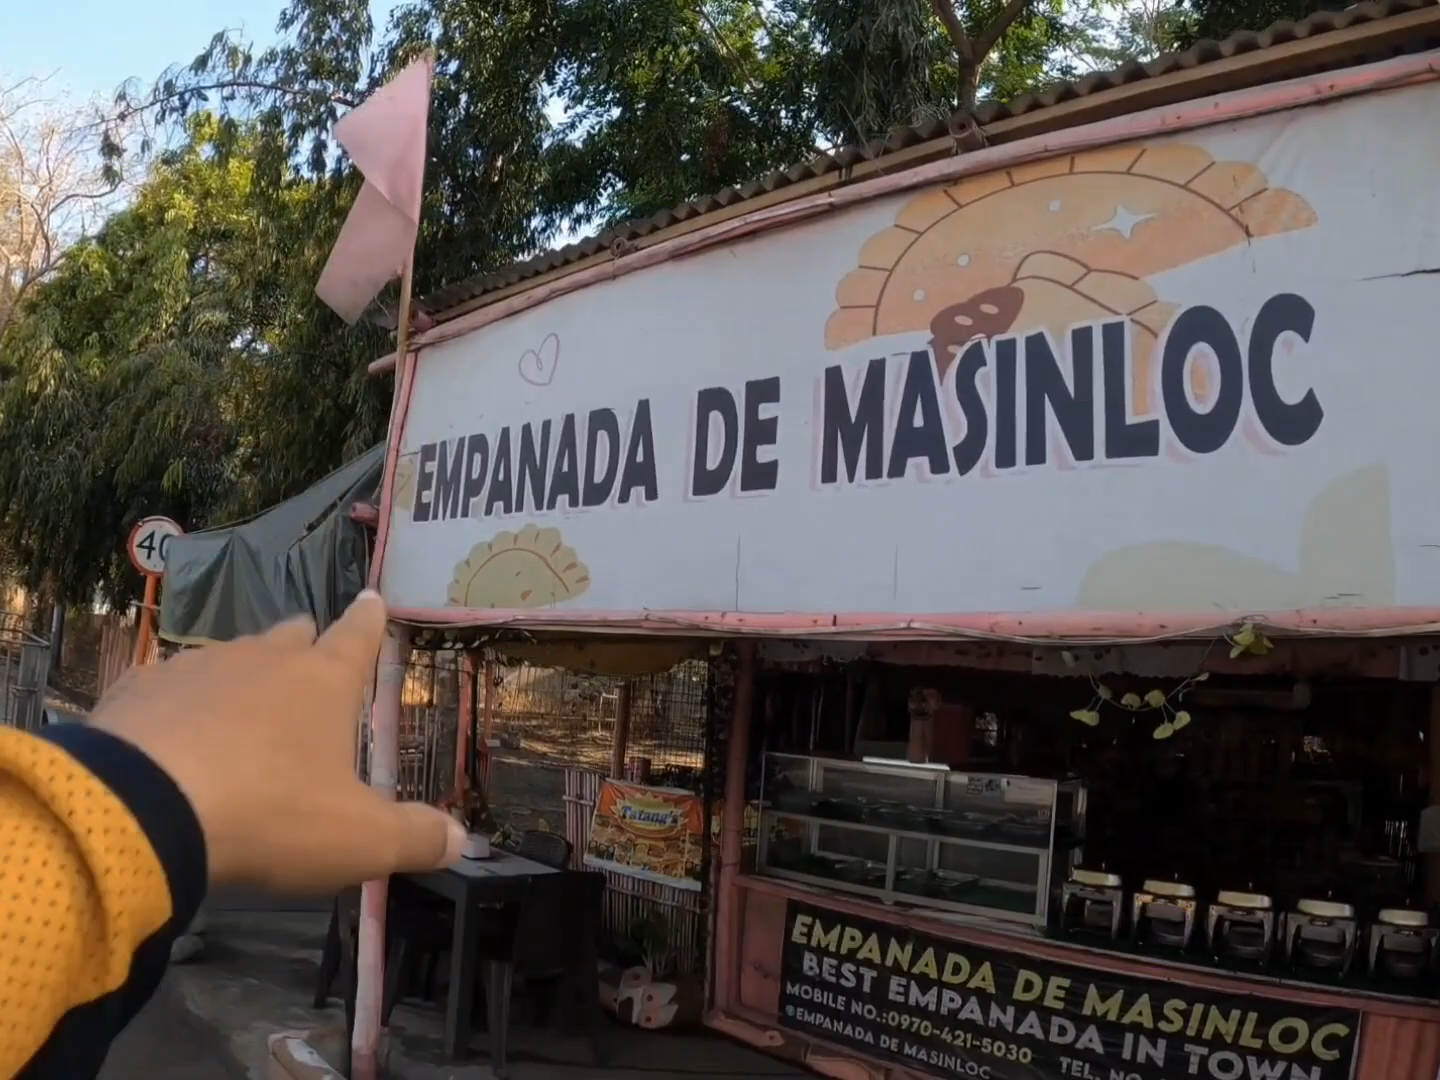 EMPANADA DE MASINLOC
40
Tatang's
EMPANADA DE MASINLOC
BEST EMPANADA IN TOWN
MOBILE NO.:0970-421-5030 TEL. NO.
@EMPANADA DE MASINLOC